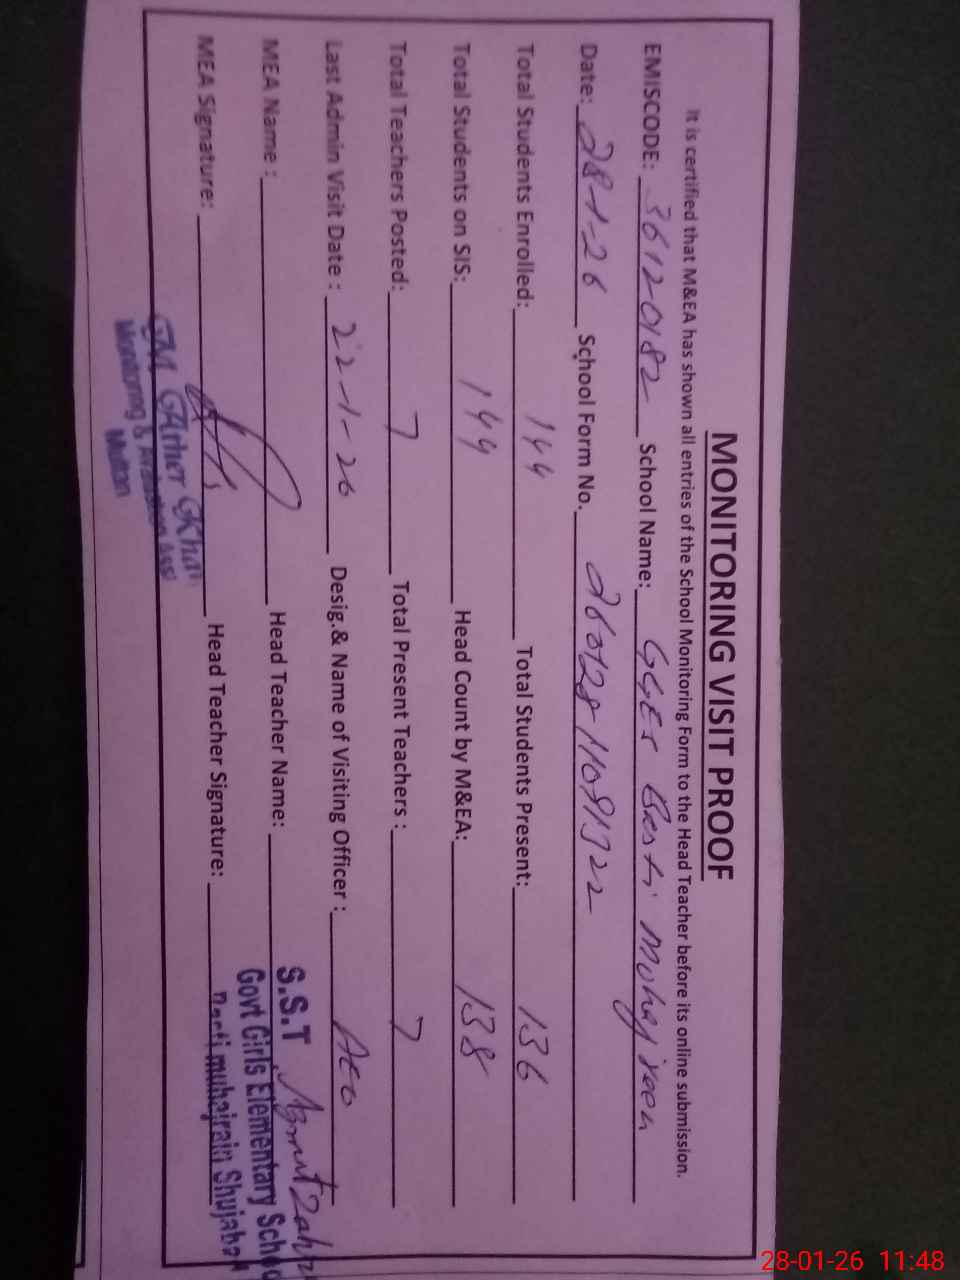 MONITORING VISIT PROOF
It is certified that M&EA has shown all entries of the School Monitoring Form to the Head Teacher before its online submission.
EMISCODE: 36120182 School Name: GGES Basti Mohajreen
Date: 28-1-26 School Form No. 260128
Total Students Enrolled: 144 Total Students Present: 136
Total Students on SIS: 144 Head Count by M&EA: 138
Total Teachers Posted: 7 Total Present Teachers : 7
Last Admin Visit Date : 22-1-26 Desig.& Name of Visiting Officer : AEO
MEA Name : Head Teacher Name:
MEA Signature: Head Teacher Signature:
S.S.T
Govt Girls Elementary
muhajrain
Monitoring &
Multan
28-01-26 11:48